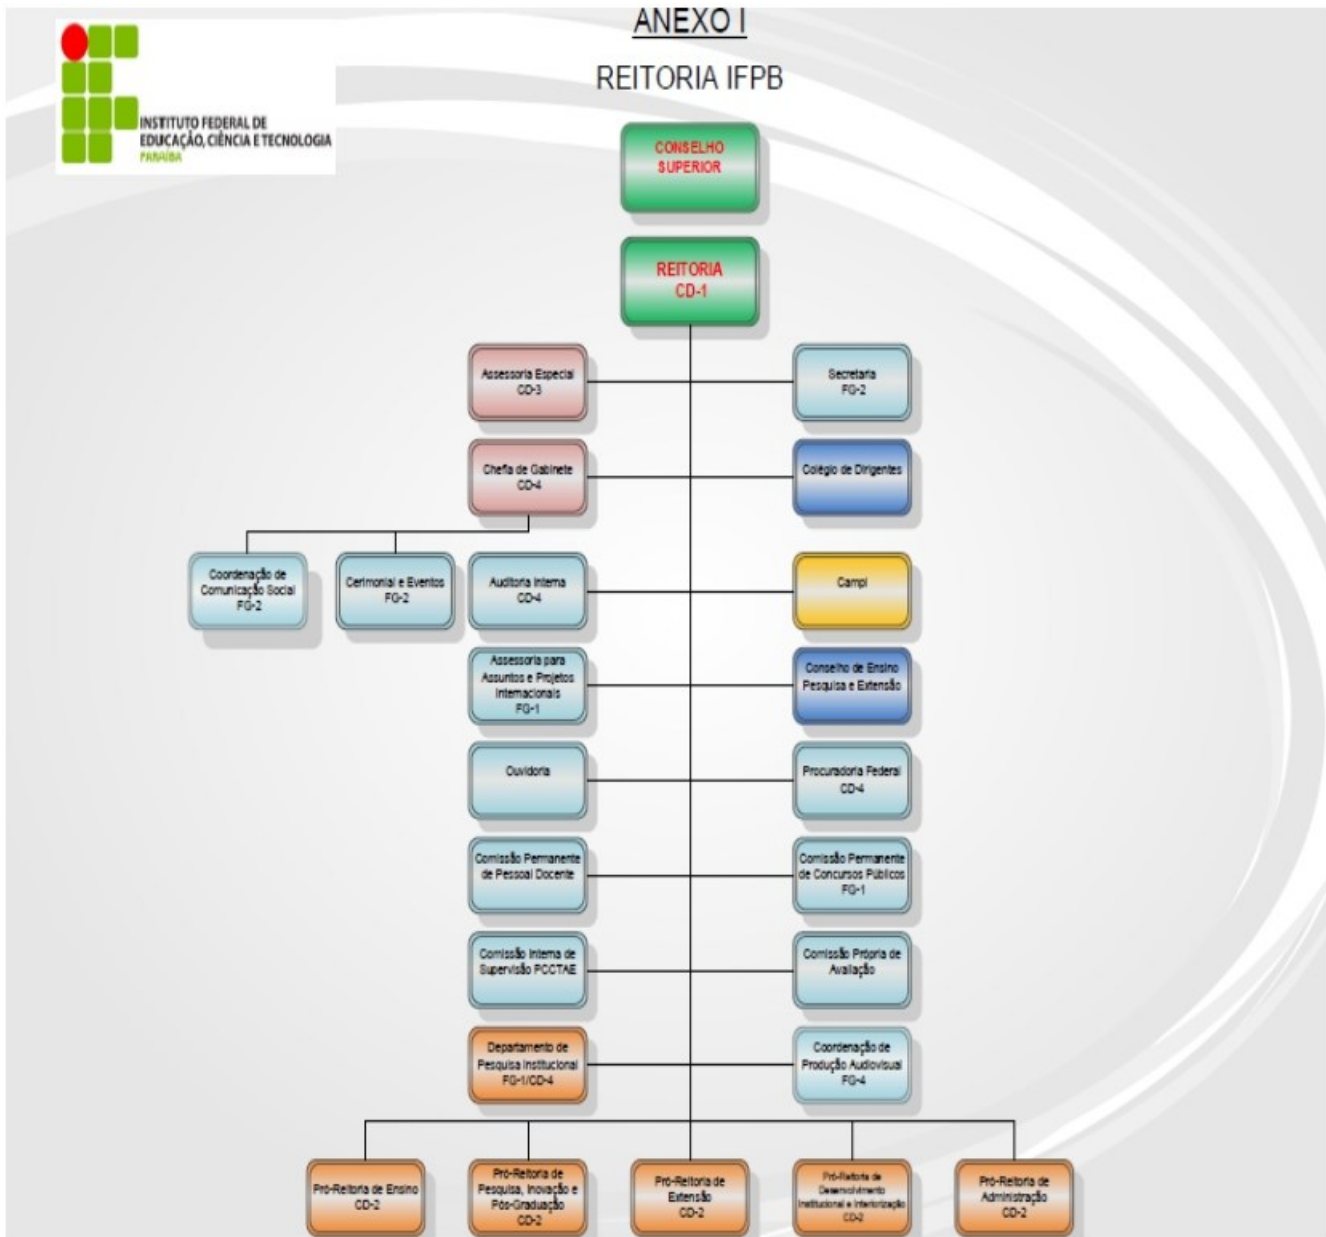 ANEXO I
REITORIA IFPB
INSTITUTO FEDERAL DE
EDUCAÇÃO, CIÊNCIA E TECNOLOGIA
PARAÍBA
CONSELHO
SUPERIOR
REITORIA
CD-1
Assessoria Especial
CD-3
Secretaria
FG-2
Chefia de Gabinete
CD-4
Colégio de Dirigentes
Coordenação de
Comunicação Social
FG-2
Cerimonial e Eventos
FG-2
Auditoria Interna
CD-4
Campi
Assessoria para
Assuntos e Projetos
Internacionais
FG-1
Conselho de Ensino
Pesquisa e Extensão
Ouvidoria
Procuradoria Federal
CD-4
Comissão Permanente
de Pessoal Docente
Comissão Permanente
de Concursos Públicos
FG-1
Comissão Interna de
Supervisão PCCTAE
Comissão Própria de
Avaliação
Departamento de
Pesquisa Institucional
FG-1/CD-4
Coordenação de
Produção Audiovisual
FG-4
Pró-Reitoria de Ensino
CD-2
Pró-Reitoria de
Pesquisa, Inovação e
Pós-Graduação
CD-2
Pró-Reitoria de
Extensão
CD-2
Pró-Reitoria de
Desenvolvimento
Institucional e Interiorização
CD-2
Pró-Reitoria de
Administração
CD-2